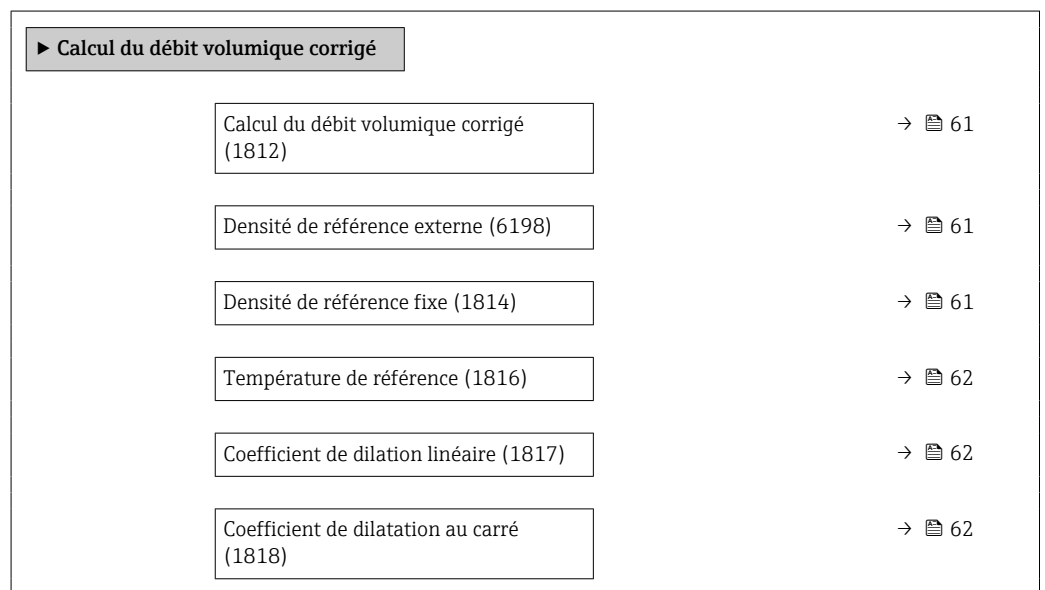 ▶ Calcul du débit volumique corrigé
Calcul du débit volumique corrigé → 61
(1812)
Densité de référence externe (6198) → 61
Densité de référence fixe (1814) → 61
Température de référence (1816) → 62
Coefficient de dilation linéaire (1817) → 62
Coefficient de dilatation au carré → 62
(1818)